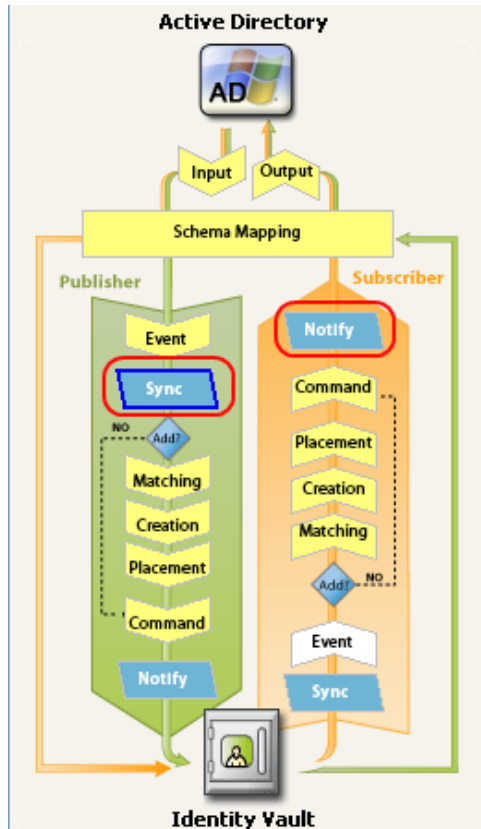 Active Directory
AD
Input
Output
Schema Mapping
Publisher
Subscriber
Event
Sync
NO
Add?
Matching
Creation
Placement
Command
Notify
Notify
Command
Placement
Creation
Matching
Add?
NO
Event
Sync
Identity Vault